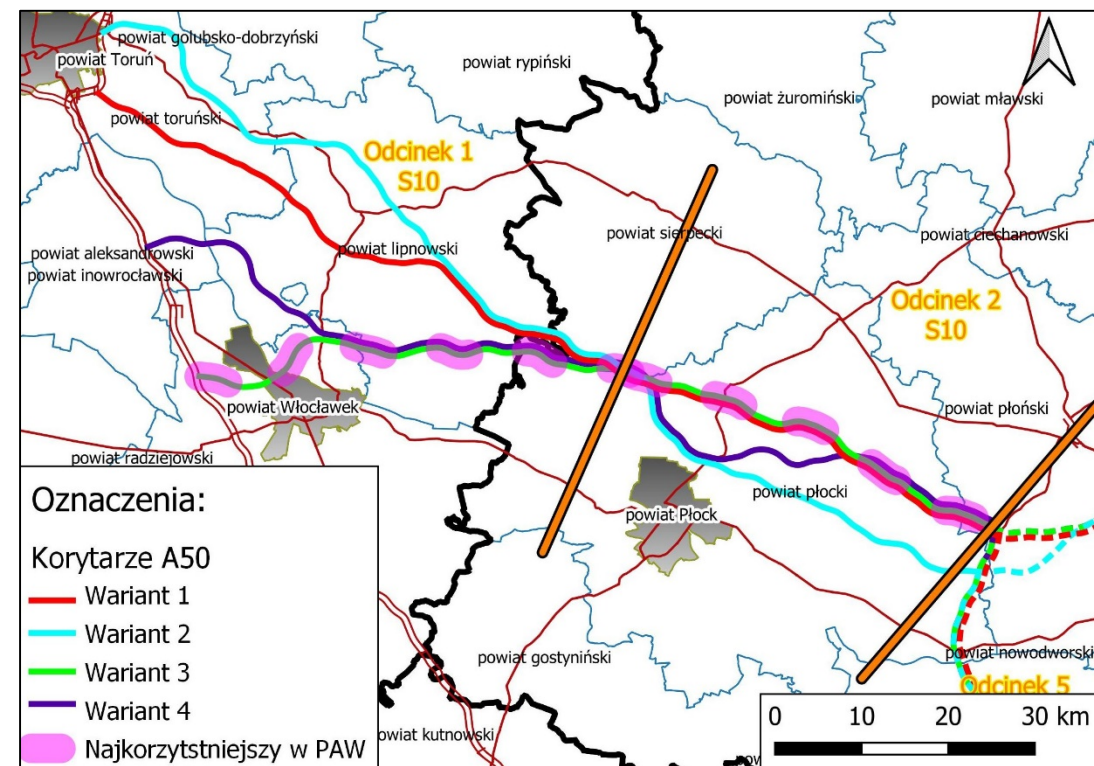 powiat golubsko-dobrzyński
powiat Toruń
powiat rypiński
powiat żuromiński
powiat mławski
powiat toruński
Odcinek 1
S10
powiat sierpecki
powiat ciechanowski
powiat aleksandrowski
powiat lipnowski
powiat inowrocławski
Odcinek 2
S10
powiat Włocławek
powiat płoński
powiat radziejowski
powiat płocki
powiat Płock
powiat gostyniński
powiat nowodworski
Odcinek 5
owiat kutnowski
pow
Oznaczenia:
Korytarze A50
Wariant 1
Wariant 2
Wariant 3
Wariant 4
Najkorzytstniejszy w PAW
0 10 20 30 km